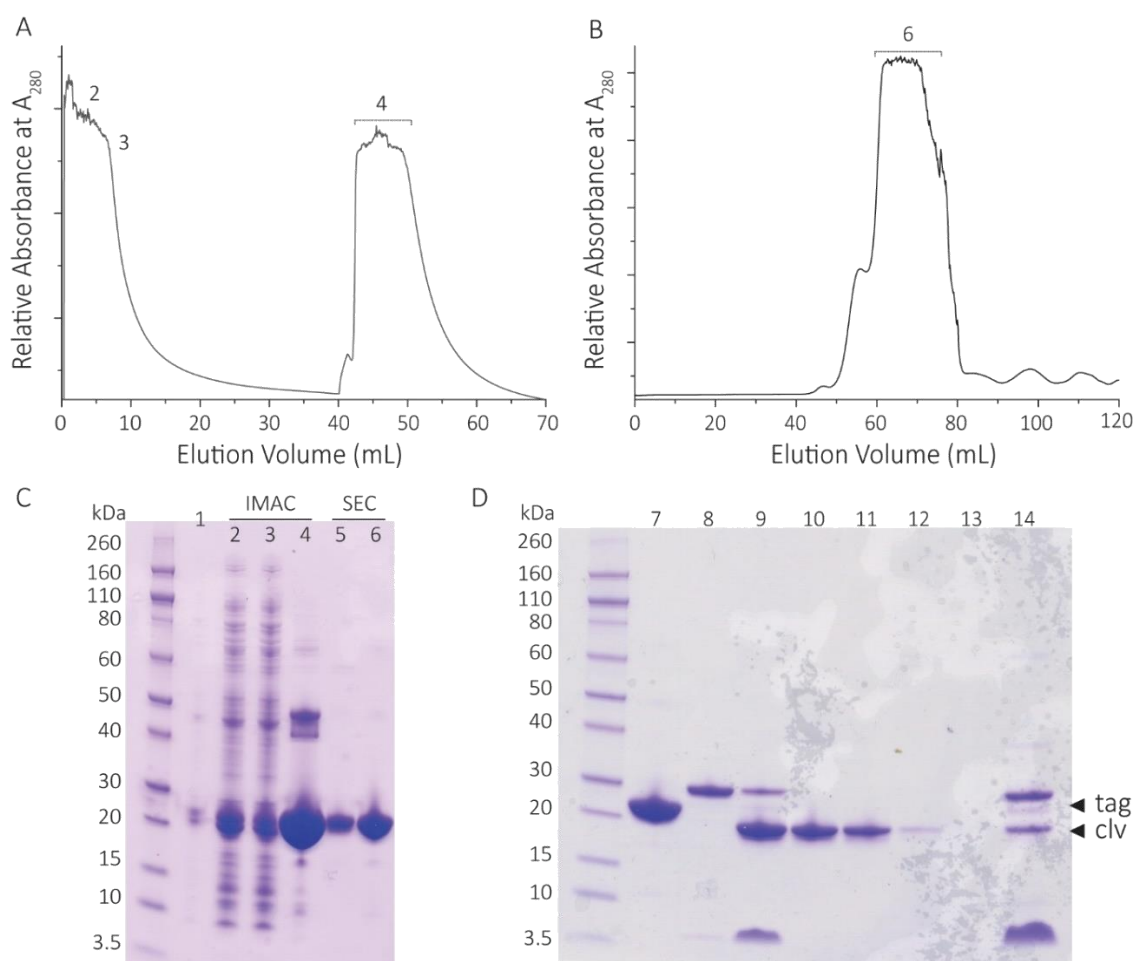 A
Relative Absorbance at A280
2
3
4
0 10 20 30 40 50 60 70
Elution Volume (mL)
B
Relative Absorbance at A280
6
0 20 40 60 80 100 120
Elution Volume (mL)
C
kDa
IMAC SEC
1 2 3 4 5 6
260
160
110
80
60
50
40
30
20
15
10
3.5
D
kDa
7 8 9 10 11 12 13 14
260
160
110
80
60
50
40
30
20
15
10
3.5
◄ tag
◄ clv